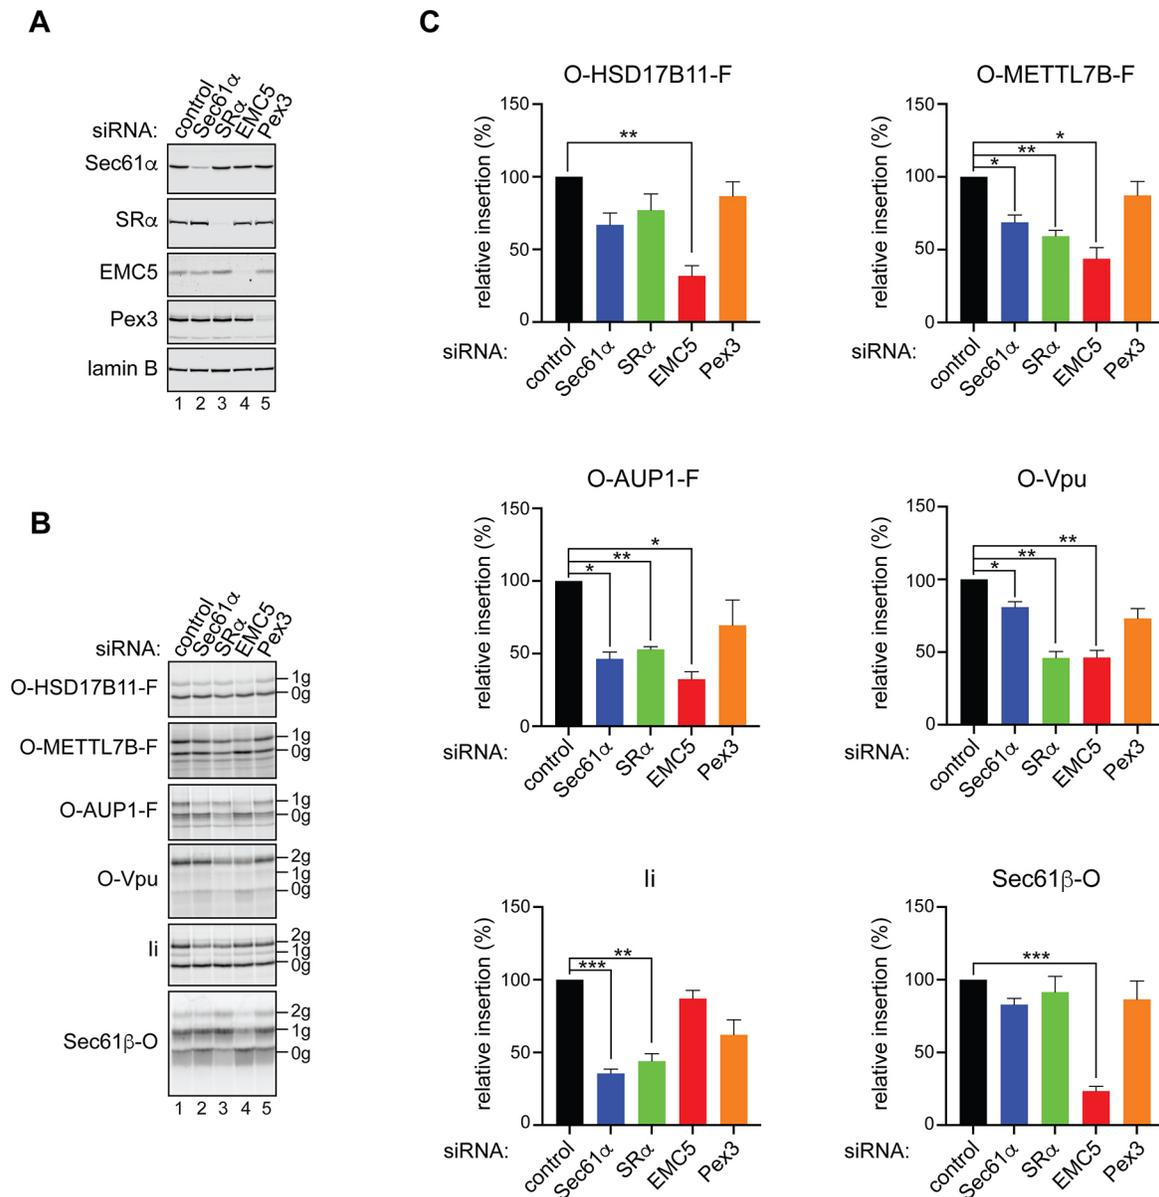 A
siRNA: control Sec61α SRα EMC5 Pex3
Sec61α
SRα
EMC5
Pex3
lamin B
1 2 3 4 5
B
siRNA: control Sec61α SRα EMC5 Pex3
O-HSD17B11-F 1g 0g
O-METTL7B-F 1g 0g
O-AUP1-F 1g 0g
O-Vpu 2g 1g 0g
Ii 2g 1g 0g
Sec61β-O 2g 1g 0g
1 2 3 4 5
C
O-HSD17B11-F
relative insertion (%)
150
100
50
0
**
siRNA: control Sec61α SRα EMC5 Pex3
O-METTL7B-F
relative insertion (%)
150
100
50
0
*
**
*
siRNA: control Sec61α SRα EMC5 Pex3
O-AUP1-F
relative insertion (%)
150
100
50
0
*
**
*
siRNA: control Sec61α SRα EMC5 Pex3
O-Vpu
relative insertion (%)
150
100
50
0
**
**
*
siRNA: control Sec61α SRα EMC5 Pex3
Ii
relative insertion (%)
150
100
50
0
**
***
siRNA: control Sec61α SRα EMC5 Pex3
Sec61β-O
relative insertion (%)
150
100
50
0
***
siRNA: control Sec61α SRα EMC5 Pex3